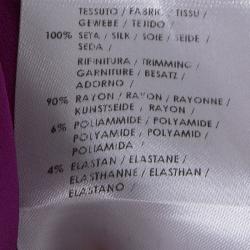 TESSUTO / FABRIC / TISSU /
GEWEBE / TEJIDO /
100% SETA / SILK / SOIE / SEIDE /
SEDA /
RIFINITURA / TRIMMING /
GARNITURE / BESATZ /
ADORNO /
90% RAYON / RAYON / RAYONNE /
KUNSTSEIDE / RAYON /
6% POLIAMMIDE / POLYAMIDE /
POLYAMIDE / POLYAMID /
POLIAMIDA /
4% ELASTAN / ELASTANE /
ELASTHANNE / ELASTHAN /
ELASTANO /